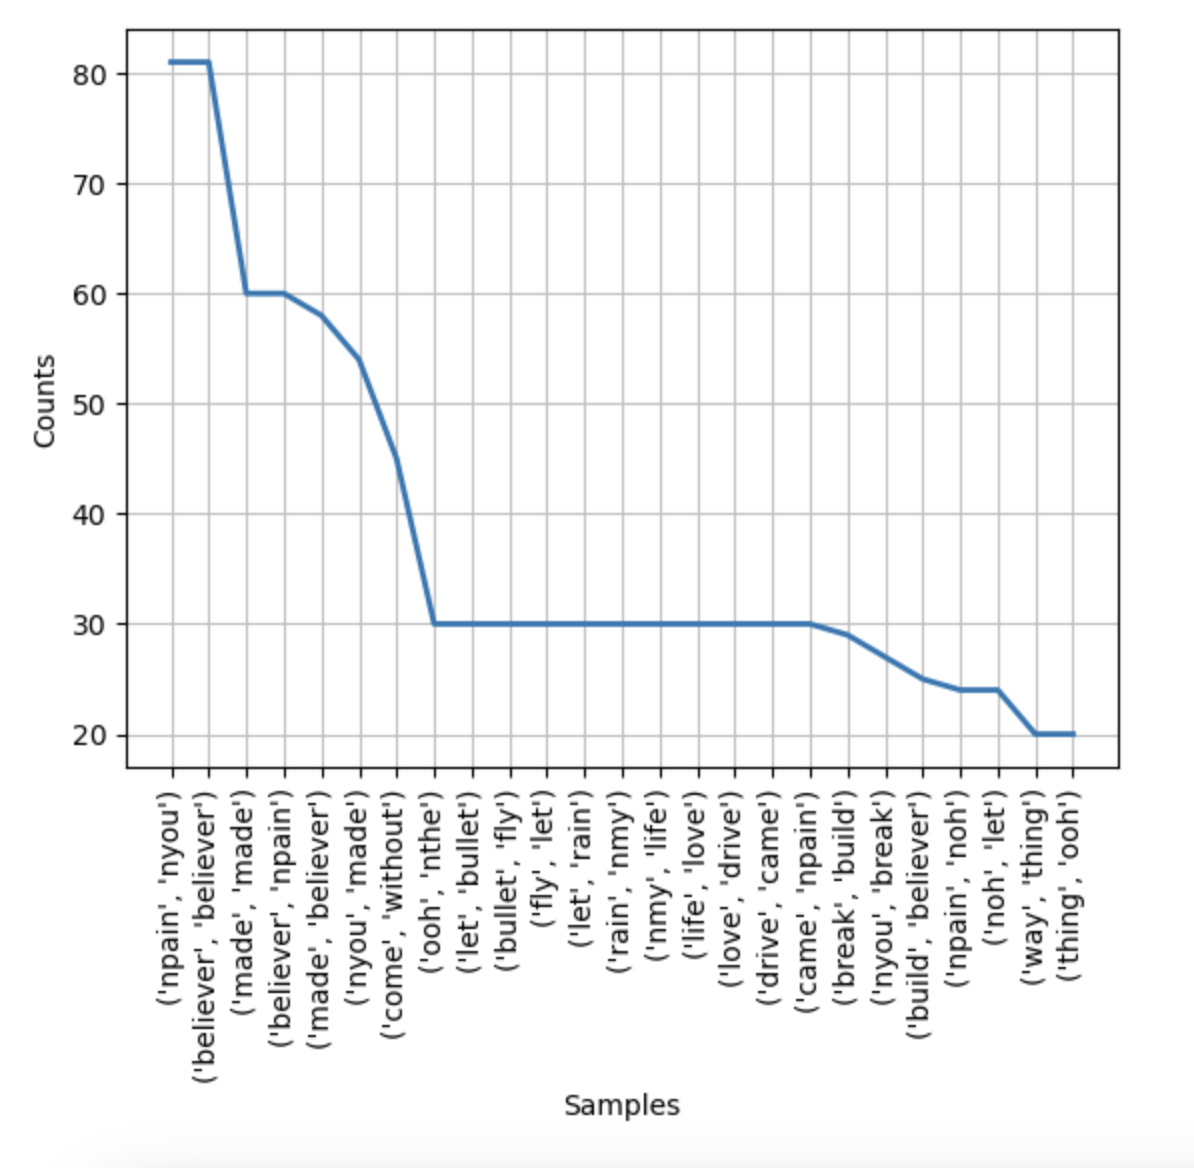 80
70
60
50
40
30
20
Counts
('npain', 'nyou')
('believer', 'believer')
('made', 'made')
('believer', 'npain')
('made', 'believer')
('nyou', 'made')
('come', 'without')
('ooh', 'nthe')
('let', 'bullet')
('bullet', 'fly')
('fly', 'let')
('let', 'rain')
('rain', 'nmy')
('nmy', 'life')
('life', 'love')
('love', 'drive')
('drive', 'came')
('came', 'npain')
('break', 'build')
('nyou', 'break')
('build', 'believer')
('npain', 'noh')
('noh', 'let')
('way', 'thing')
('thing', 'ooh')
Samples